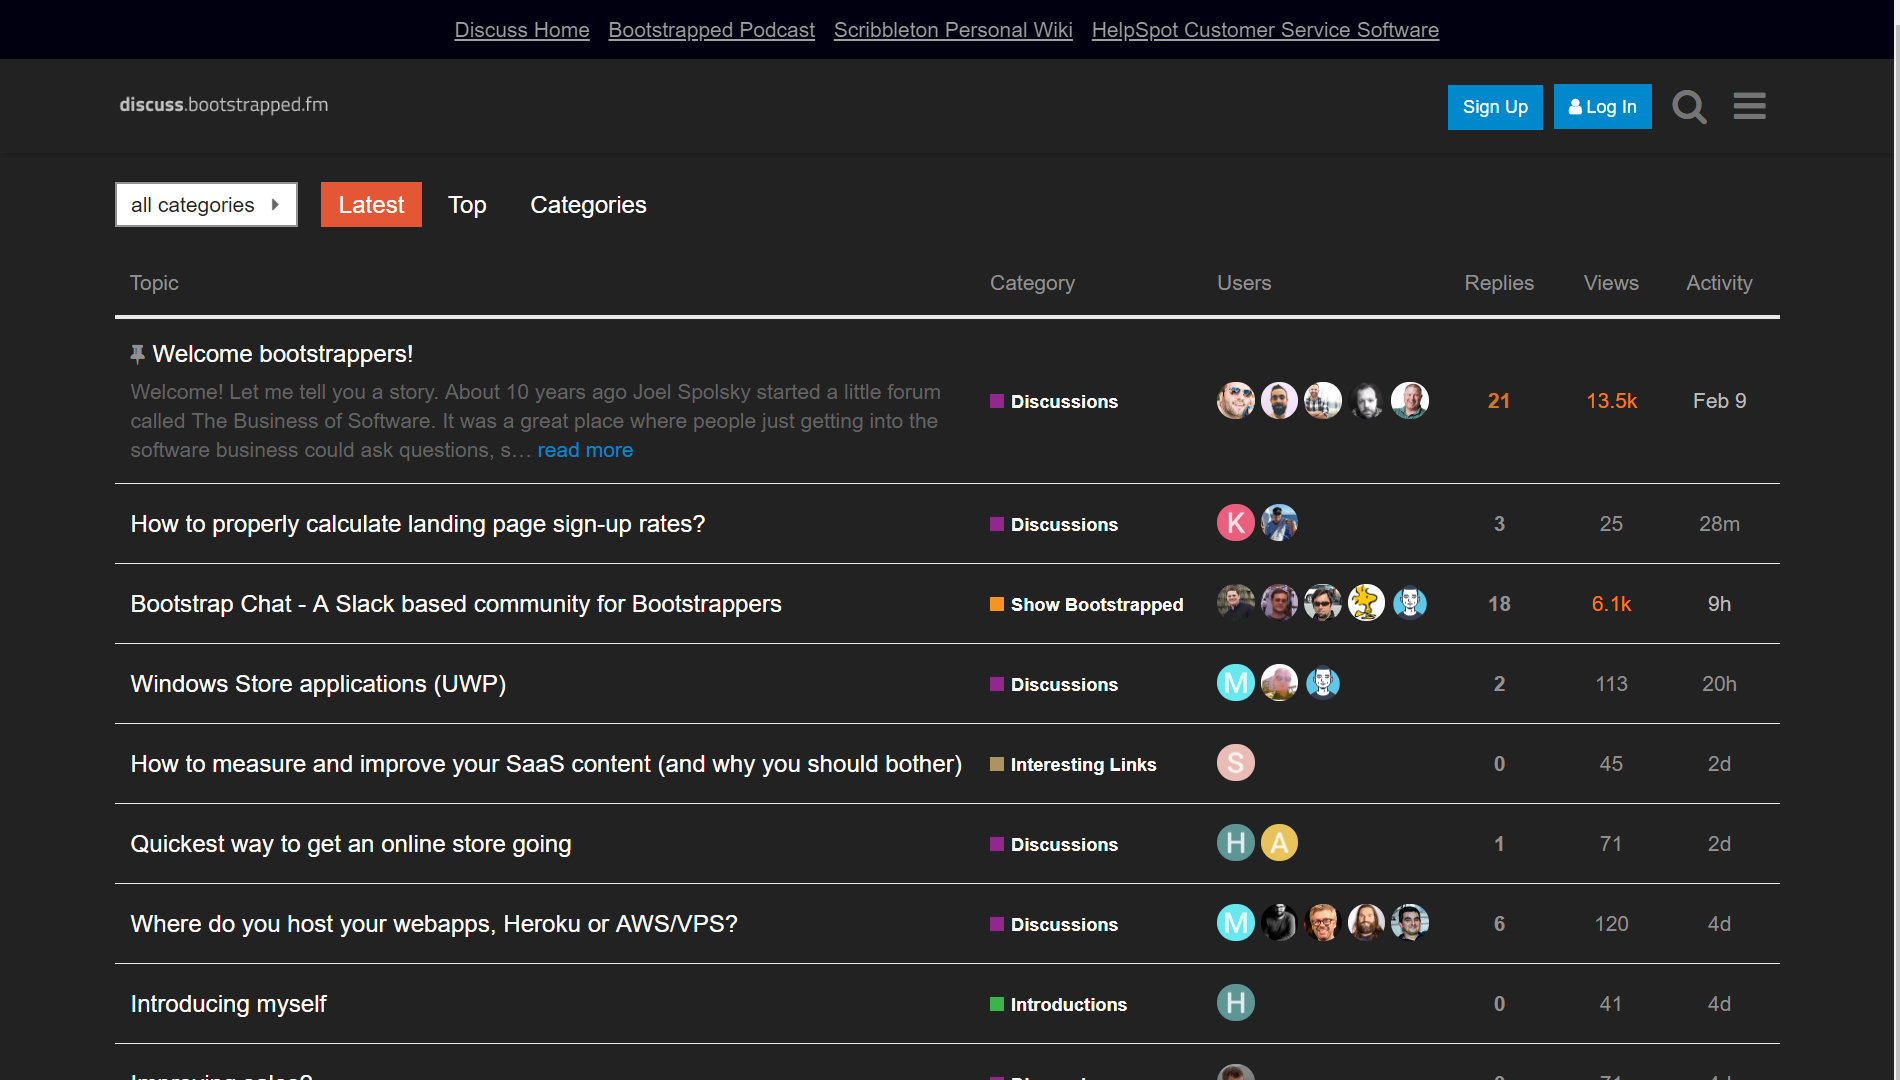 Discuss Home Bootstrapped Podcast Scribbleton Personal Wiki HelpSpot Customer Service Software
discuss.bootstrapped.fm
Sign Up Log In
all categories Latest Top Categories
Topic Category Users Replies Views Activity
Welcome bootstrappers!
Welcome! Let me tell you a story. About 10 years ago Joel Spolsky started a little forum
called The Business of Software. It was a great place where people just getting into the
software business could ask questions, s… read more
Discussions 21 13.5k Feb 9
How to properly calculate landing page sign-up rates? Discussions K 3 25 28m
Bootstrap Chat - A Slack based community for Bootstrappers Show Bootstrapped 18 6.1k 9h
Windows Store applications (UWP) Discussions M 2 113 20h
How to measure and improve your SaaS content (and why you should bother) Interesting Links S 0 45 2d
Quickest way to get an online store going Discussions H A 1 71 2d
Where do you host your webapps, Heroku or AWS/VPS? Discussions M 6 120 4d
Introducing myself Introductions H 0 41 4d